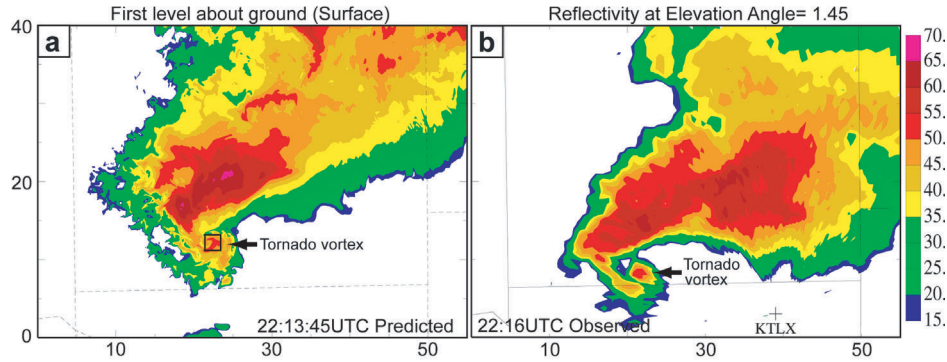 First level about ground (Surface)
Reflectivity at Elevation Angle= 1.45
a
b
40
20
0
10
30
50
10
30
50
Tornado vortex
Tornado
vortex
22:13:45UTC Predicted
22:16UTC Observed
KTLX
70.
65.
60.
55.
50.
45.
40.
35.
30.
25.
20.
15.